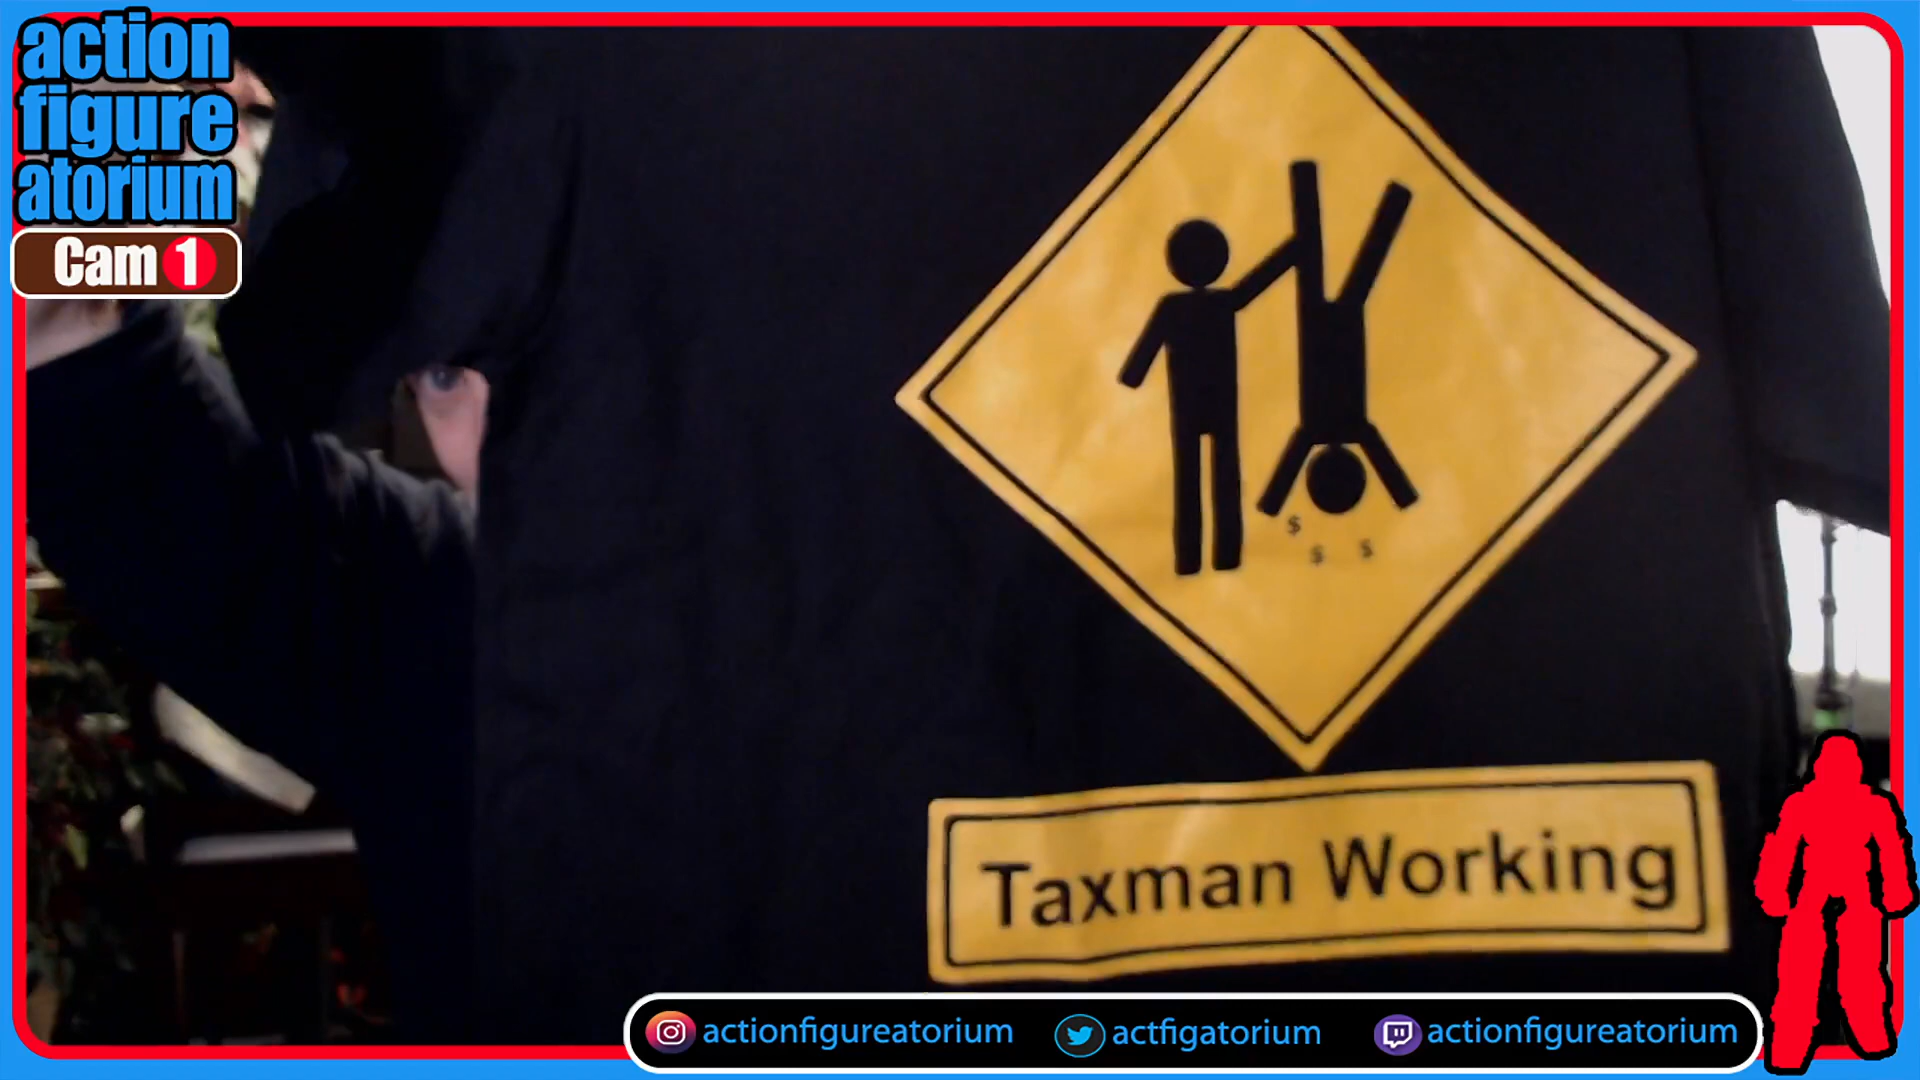 action
figure
atorium
Cam 1
$
$ $
Taxman Working
actionfigureatorium actfigatorium actionfigureatorium